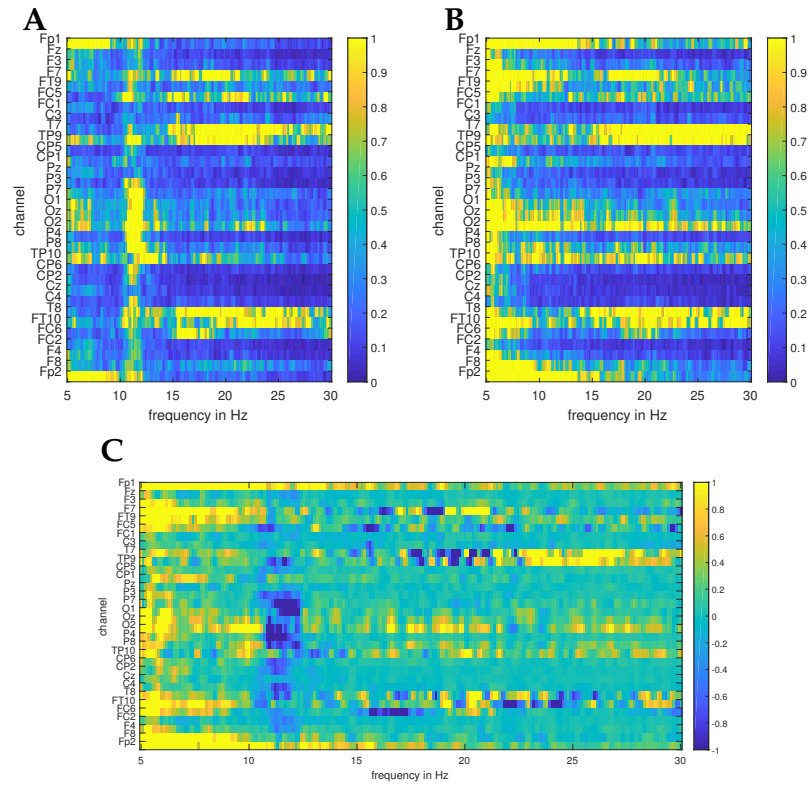 A
channel
Fp1
Fz
F3
F7
FT9
FC5
FC1
C3
T7
TP9
CP5
CP1
Pz
P3
P7
O1
Oz
O2
P4
P8
TP10
CP6
CP2
Cz
C4
T8
FT10
FC6
FC2
F4
F8
Fp2
5 10 15 20 25 30
frequency in Hz
1
0.9
0.8
0.7
0.6
0.5
0.4
0.3
0.2
0.1
0
B
channel
Fp1
Fz
F3
F7
FT9
FC5
FC1
C3
T7
TP9
CP5
CP1
Pz
P3
P7
O1
Oz
O2
P4
P8
TP10
CP6
CP2
Cz
C4
T8
FT10
FC6
FC2
F4
F8
Fp2
5 10 15 20 25 30
frequency in Hz
1
0.9
0.8
0.7
0.6
0.5
0.4
0.3
0.2
0.1
0
C
channel
Fp1
Fz
F3
F7
FT9
FC5
FC1
C3
T7
TP9
CP5
CP1
Pz
P3
P7
O1
Oz
O2
P4
P8
TP10
CP6
CP2
Cz
C4
T8
FT10
FC6
FC2
F4
F8
Fp2
5 10 15 20 25 30
frequency in Hz
1
0.8
0.6
0.4
0.2
0
-0.2
-0.4
-0.6
-0.8
-1